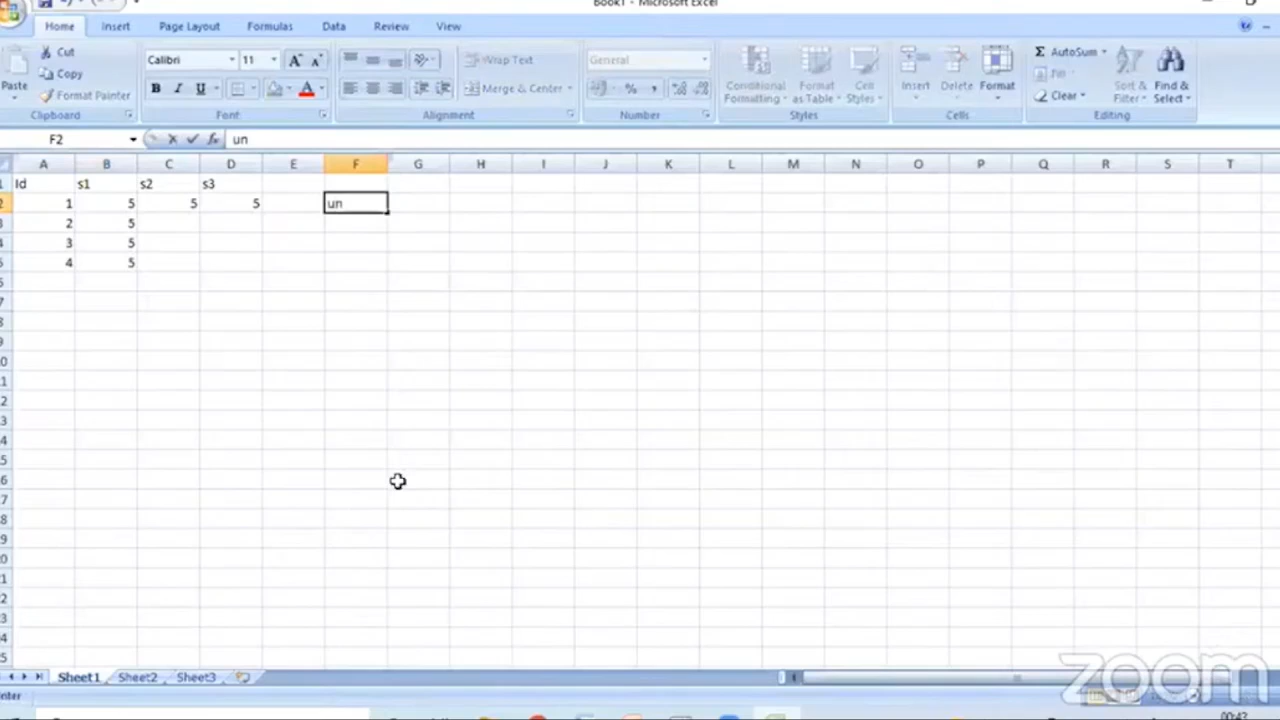 Book1 - Microsoft Excel
Home Insert Page Layout Formulas Data Review View
Paste
Cut
Copy
Format Painter
Clipboard
Calibri 11
B I U
Font
Wrap Text
Merge & Center
Alignment
General
Number
Conditional Formatting
Format as Table
Cell Styles
Styles
Insert Delete Format
Cells
AutoSum
Fill
Clear
Sort & Filter
Find & Select
Editing
F2 fx un
A B C D E F G H I J K L M N O P Q R S T
Id s1 s2 s3
1 5 5 5 un
2 5
3 5
4 5
Sheet1 Sheet2 Sheet3
zoom